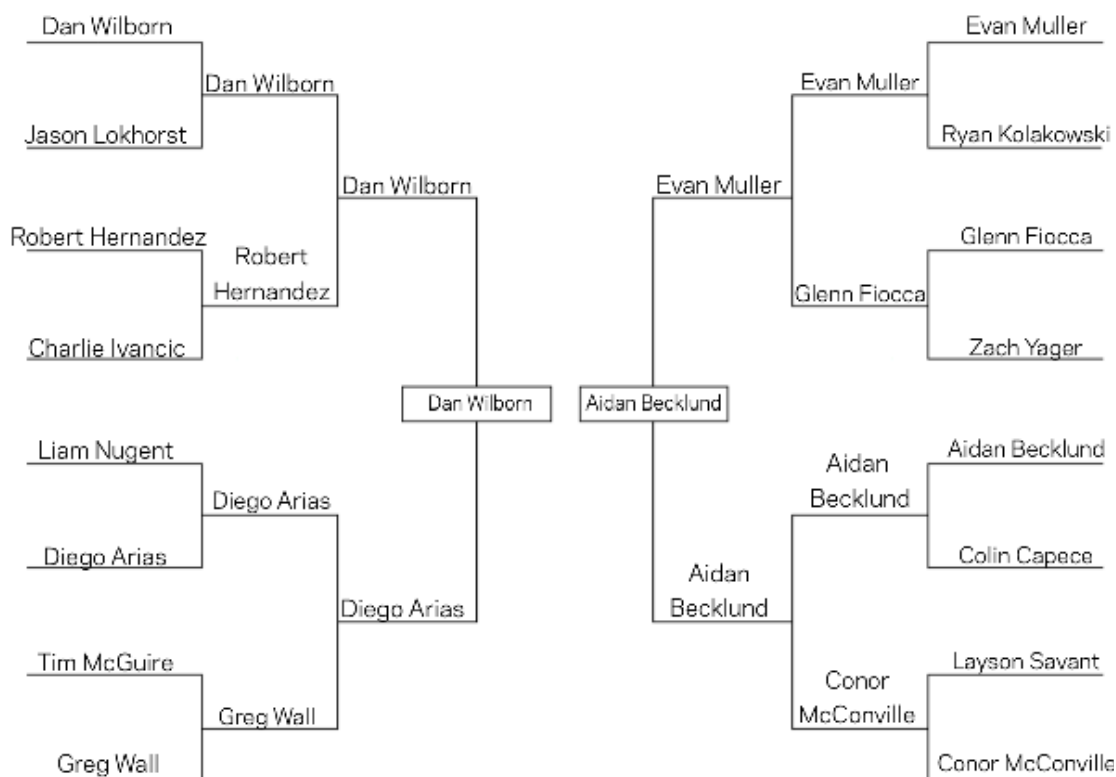 Dan Wilborn
Dan Wilborn
Jason Lokhorst
Dan Wilborn
Robert Hernandez
Robert
Hernandez
Charlie Ivancic
Dan Wilborn
Liam Nugent
Diego Arias
Diego Arias
Diego Arias
Tim McGuire
Greg Wall
Greg Wall
Evan Muller
Evan Muller
Ryan Kolakowski
Evan Muller
Glenn Fiocca
Glenn Fiocca
Zach Yager
Aidan Becklund
Aidan Becklund
Aidan
Becklund
Colin Capece
Aidan
Becklund
Layson Savant
Conor
McConville
Conor McConville